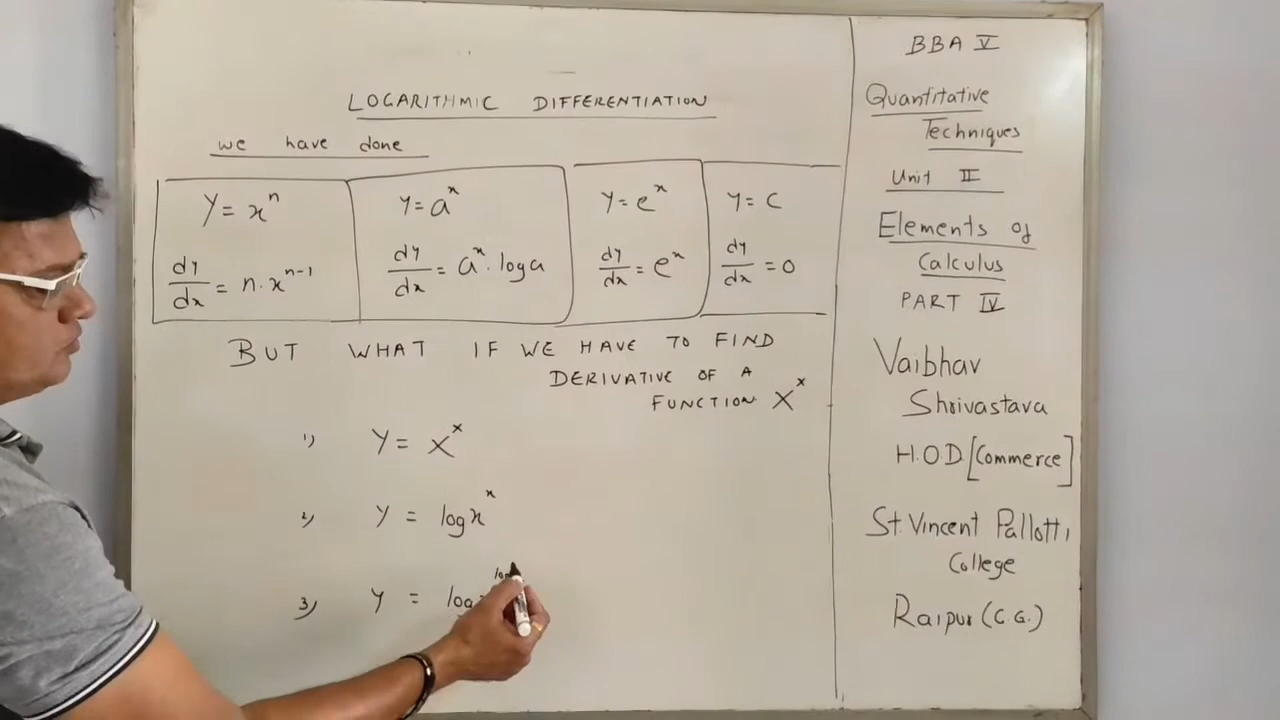 LOGARITHMIC DIFFERENTIATION
we have done
Y = x^n
dy/dx = n.x^(n-1)
Y = a^x
dy/dx = a^x . log a
Y = e^x
dy/dx = e^x
Y = C
dy/dx = 0
BUT WHAT IF WE HAVE TO FIND
DERIVATIVE OF A
FUNCTION X^x
1) Y = X^x
2) Y = log x^x
3) Y =
BBA V
Quantitative
Techniques
Unit II
Elements of
Calculus
PART IV
Vaibhav
Shrivastava
H.O.D [Commerce]
St. Vincent Pallotti,
College
Raipur (C.G.)